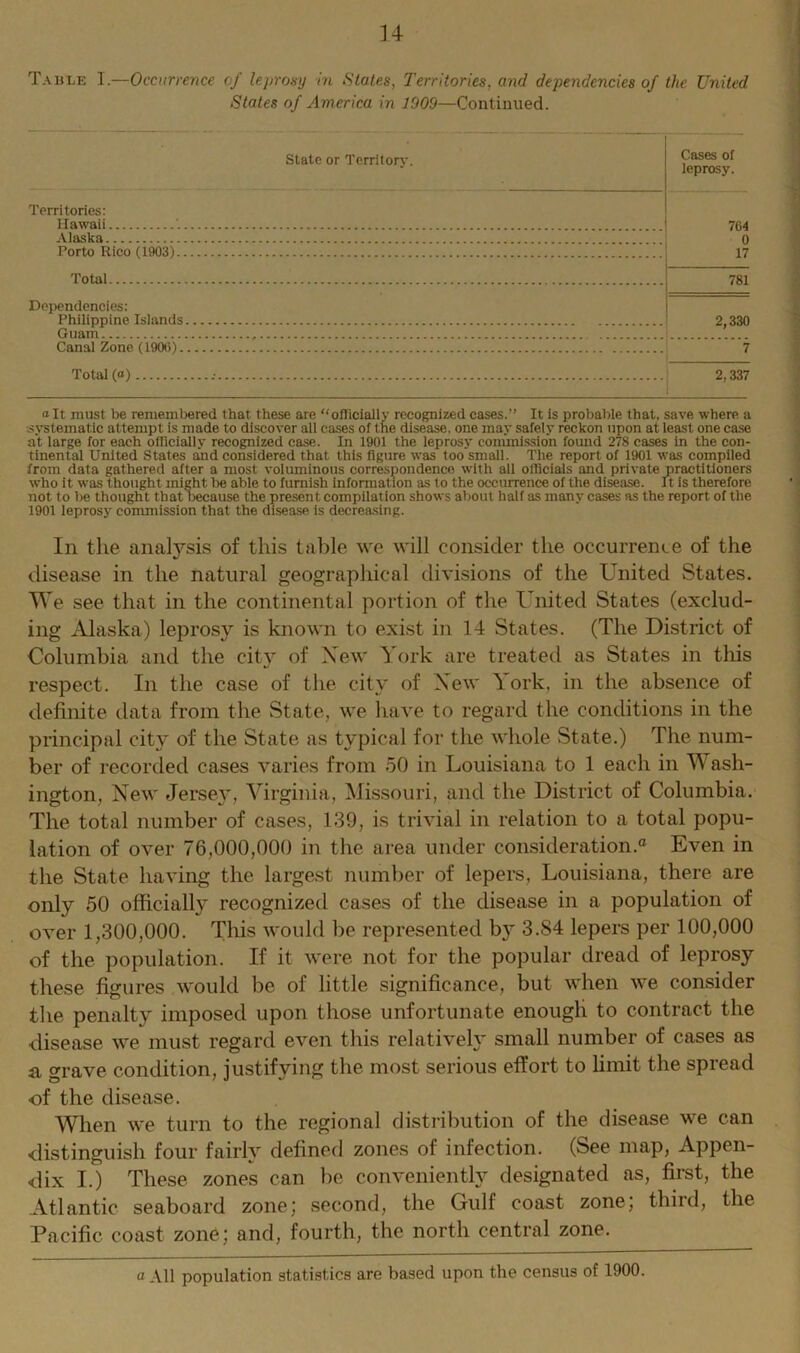 14
Table I.—Occurrence of leprosy in States, Territories, and dependencies of the United
States of America in 1909—Continued.
State or Territory. Cases of leprosy.
Territories:
Hawaii 764
Alaska 0
Porto Rico (1903) 17
Total 781
Dependencies:
Philippine Islands 2,330
Guam
Canal Zone (1906) 7
Total (a) 2,337
a It must be remembered that these are “officially recognized cases.” It is probable that, save where a
systematic attempt is made to discover all cases of the disease, one may safely reckon upon at least one case
at large for each officially recognized case. In 1901 the leprosy commission found 278 cases in the con-
tinental United States and considered that this figure was too small. The report of 1901 was compiled
from data gathered after a most voluminous correspondence with all officials and private practitioners
who it was thought might be able to furnish information as to the occurrence of the disease. It is therefore
not to be thought that because the present compilation shows about half as many cases as the report of the
1901 leprosy commission that the disease is decreasing.
In the analysis of this table we will consider the occurrence of the
disease in the natural geographical divisions of the United States.
We see that in the continental portion of the United States (exclud-
ing Alaska) leprosy is known to exist in 14 States. (The District of
Columbia and the city of New York are treated as States in this
respect. In the case of the city of New York, in the absence of
definite data from the State, we have to regard the conditions in the
principal city of the State as typical for the whole State.) The num-
ber of recorded cases varies from 50 in Louisiana to 1 each in Wash-
ington, New Jersey, Virginia, Missouri, and the District of Columbia.
The total number of cases, 139, is trivial in relation to a total popu-
lation of over 76,000,000 in the area under consideration.a Even in
the State having the largest number of lepers, Louisiana, there are
only 50 officially recognized cases of the disease in a population of
over 1,300,000. This would be represented by 3.84 lepers per 100,000
of the population. If it were not for the popular dread of leprosy
these figures would be of little significance, but when we consider
the penalty imposed upon those unfortunate enough to contract the
disease we must regard even this relatively small number of cases as
a grave condition, justifying the most serious effort to limit the spread
of the disease.
When we turn to the regional distribution of the disease we can
distinguish four fairly defined zones of infection. (See map, Appen-
dix I.) These zones can be conveniently designated as, first, the
Atlantic seaboard zone; second, the Gulf coast zone; third, the
Pacific coast zone; and, fourth, the north central zone.
a All population statistics are based upon the census of 1900.